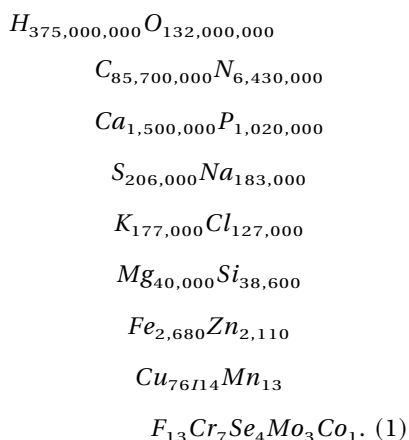 H375,000,000O132,000,000
C85,700,000N6,430,000
Ca1,500,000P1,020,000
S206,000Na183,000
K177,000Cl127,000
Mg40,000Si38,600
Fe2,680Zn2,110
Cu76I14Mn13
F13Cr7Se4Mo3Co1. (1)